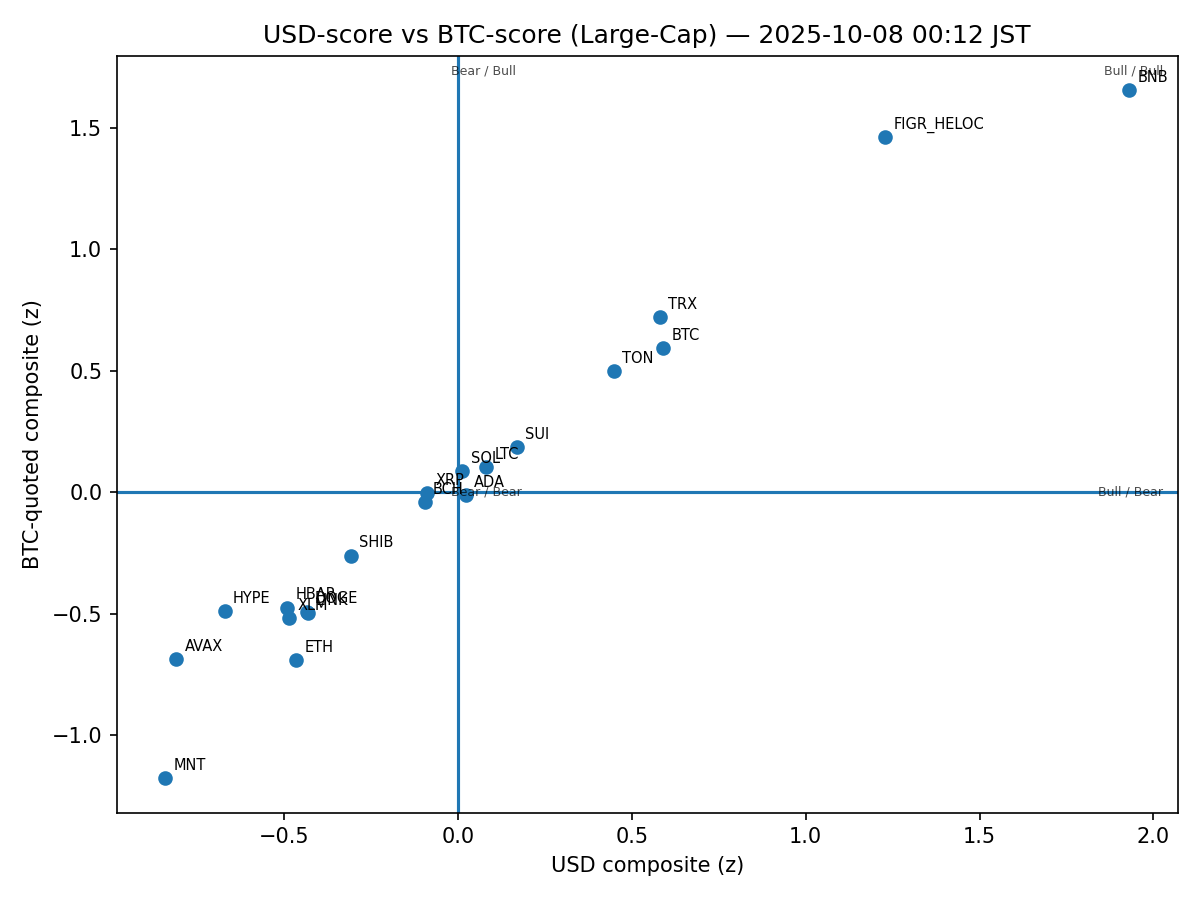 USD-score vs BTC-score (Large-Cap) — 2025-10-08 00:12 JST
Bear / Bull
Bull / Bull
BNB
FIGR_HELOC
TRX
BTC
TON
SUI
SOL
LTC
XRP
ADA
BCH
Bear / Bear
Bull / Bear
SHIB
HYPE
HBAR
DOGE
LINK
XLM
AVAX
ETH
MNT
1.5
1.0
0.5
0.0
−0.5
−1.0
BTC-quoted composite (z)
−0.5
0.0
0.5
1.0
1.5
2.0
USD composite (z)